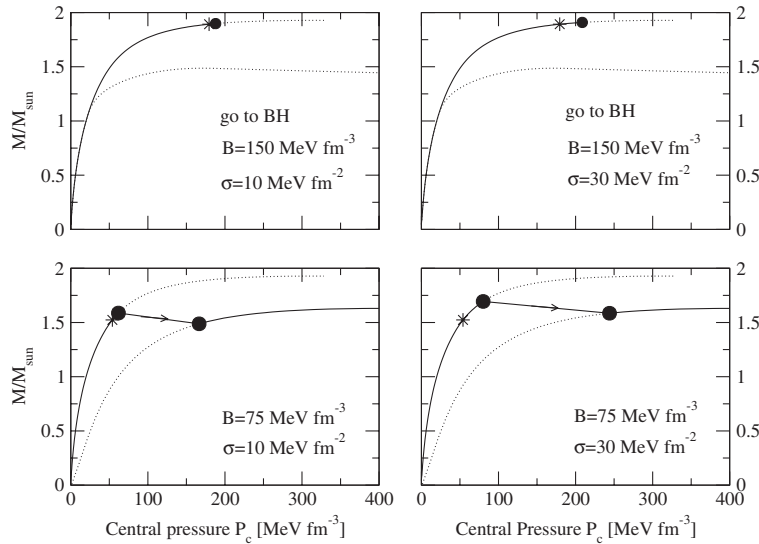 2
1.5
1
0.5
0
M/M_sun
go to BH
B=150 MeV fm^-3
σ=10 MeV fm^-2
go to BH
B=150 MeV fm^-3
σ=30 MeV fm^-2
2
1.5
1
0.5
0
2
1.5
1
0.5
0
M/M_sun
B=75 MeV fm^-3
σ=10 MeV fm^-2
B=75 MeV fm^-3
σ=30 MeV fm^-2
2
1.5
1
0.5
0
0 100 200 300 400
0 100 200 300 400
Central pressure P_c [MeV fm^-3]
Central Pressure P_c [MeV fm^-3]